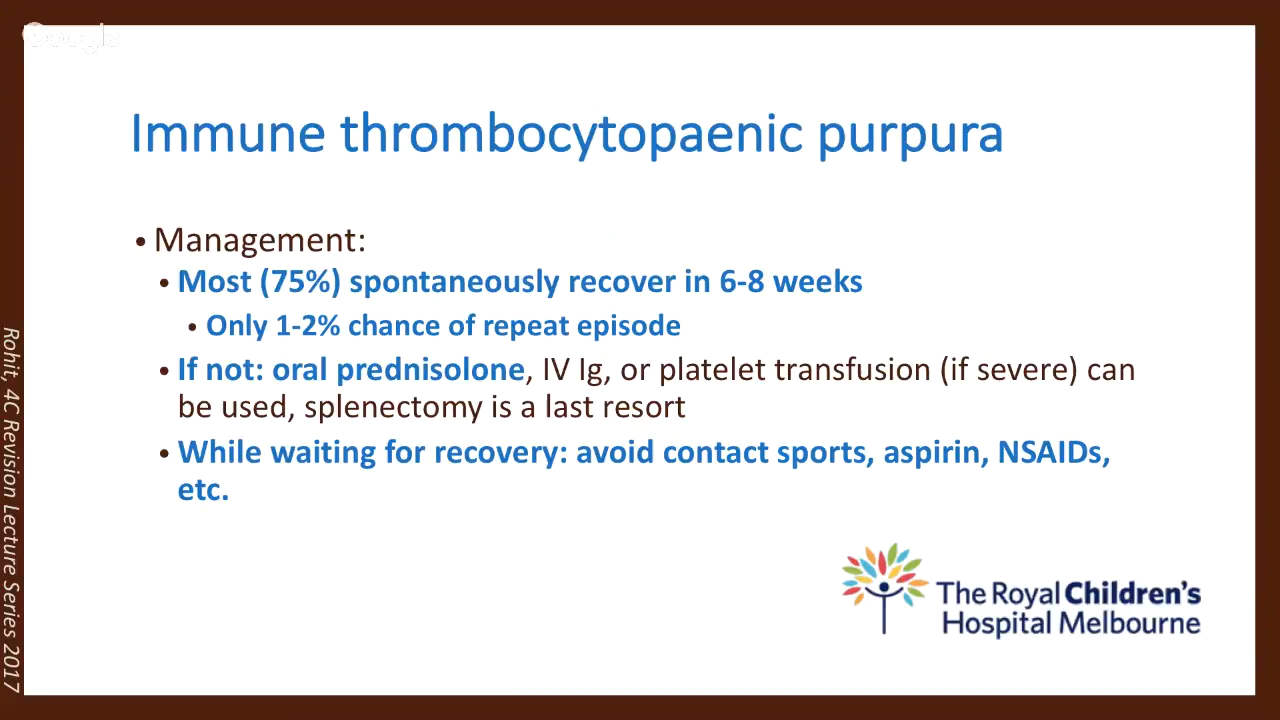 Google
Immune thrombocytopaenic purpura
• Management:
• Most (75%) spontaneously recover in 6-8 weeks
• Only 1-2% chance of repeat episode
• If not: oral prednisolone, IV Ig, or platelet transfusion (if severe) can
be used, splenectomy is a last resort
• While waiting for recovery: avoid contact sports, aspirin, NSAIDs,
etc.
The Royal Children's
Hospital Melbourne
Rohit, 4C Revision Lecture Series 2017